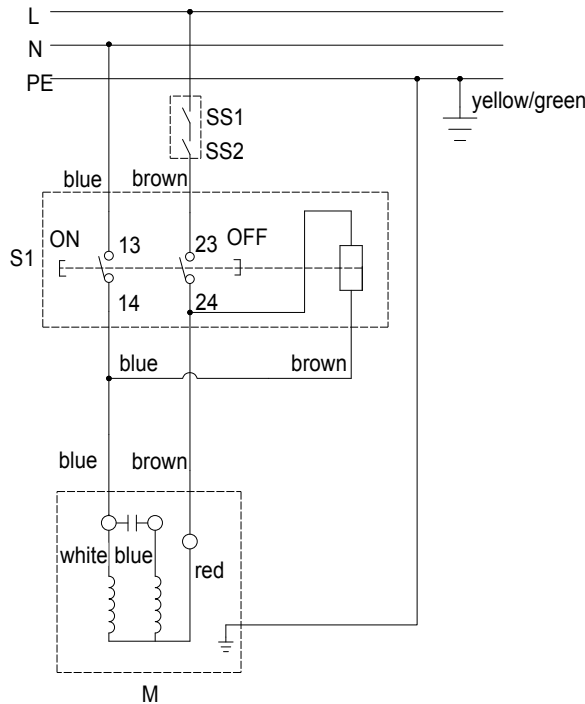 L
N
PE
yellow/green
SS1
SS2
blue brown
S1 ON 13 23 OFF
14 24
blue brown
blue brown
white blue red
M